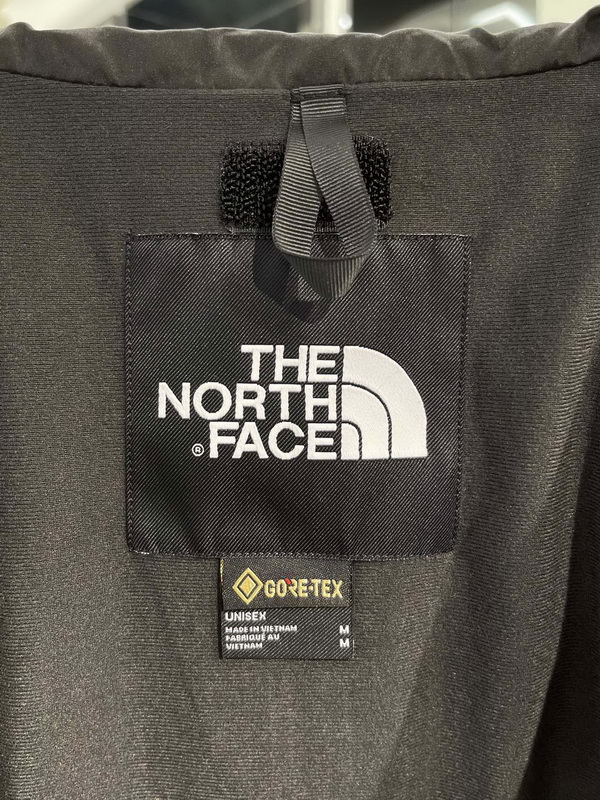 THE
NORTH
® FACE
GORE-TEX
UNISEX
MADE IN VIETNAM M
FABRIQUÉ AU
VIETNAM M